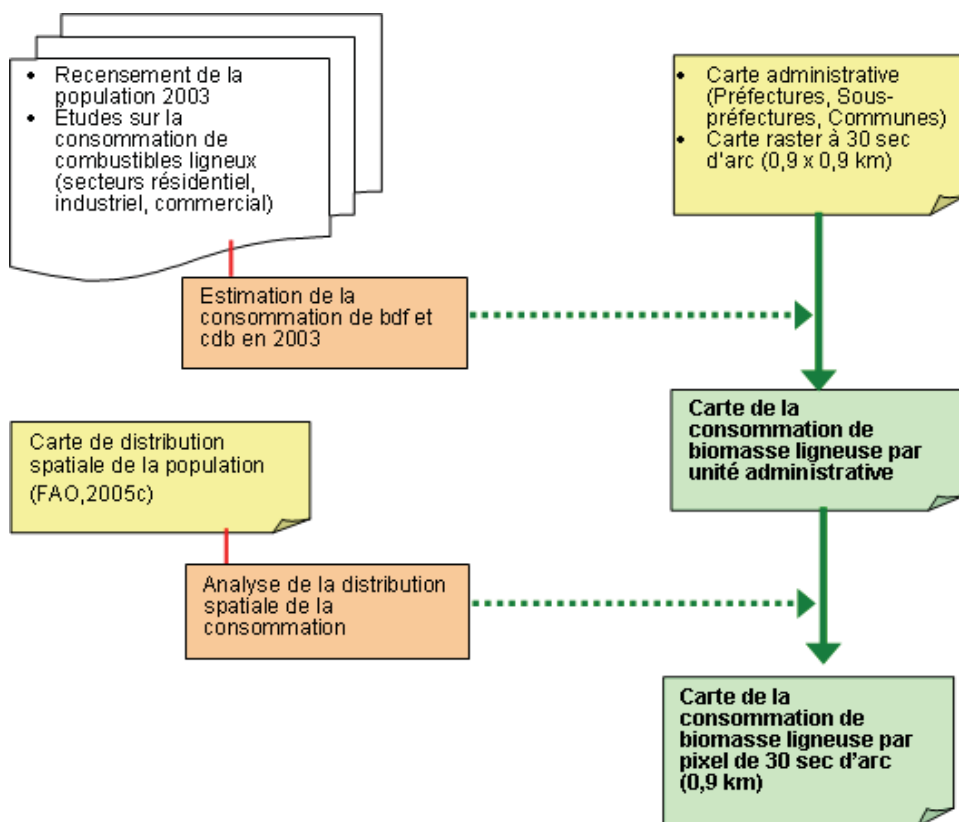 • Recensement de la
population 2003
• Études sur la
consommation de
combustibles ligneux
(secteurs résidentiel,
industriel, commercial)
• Carte administrative
(Préfectures, Sous-
préfectures, Communes)
• Carte raster à 30 sec
d'arc (0,9 x 0,9 km)
Estimation de la
consommation de bdf et
cdb en 2003
Carte de la
consommation de
biomasse ligneuse par
unité administrative
Carte de distribution
spatiale de la population
(FAO,2005c)
Analyse de la distribution
spatiale de la
consommation
Carte de la
consommation de
biomasse ligneuse par
pixel de 30 sec d'arc
(0,9 km)